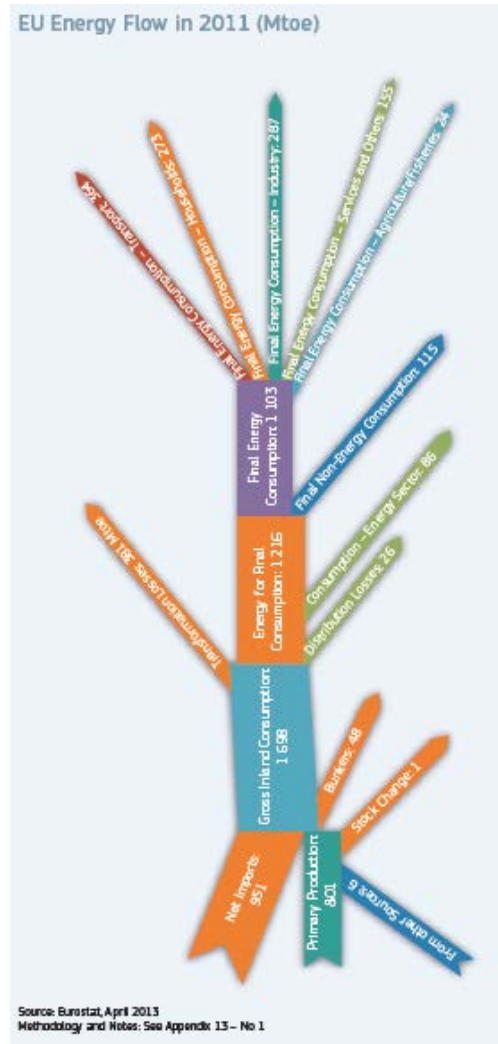 EU Energy Flow in 2011 (Mtoe)
Final Energy Consumption – Transport: 364
Final Energy Consumption – Households: 273
Final Energy Consumption – Industry: 287
Final Energy Consumption – Services and Others: 155
Final Energy Consumption – Agriculture/Fisheries: 24
Final Energy
Consumption: 1 103
Final Non-Energy Consumption: 115
Energy for Final
Consumption: 1 216
Consumption – Energy Sector: 86
Distribution Losses: 26
Transformation Losses: 381 Mtoe
Gross Inland Consumption:
1 698
Bunkers: 48
Stock Change: 1
Net Imports:
951
Primary Production:
801
From other Sources: 6
Source: Eurostat, April 2013
Methodology and Notes: See Appendix 13 – No 1